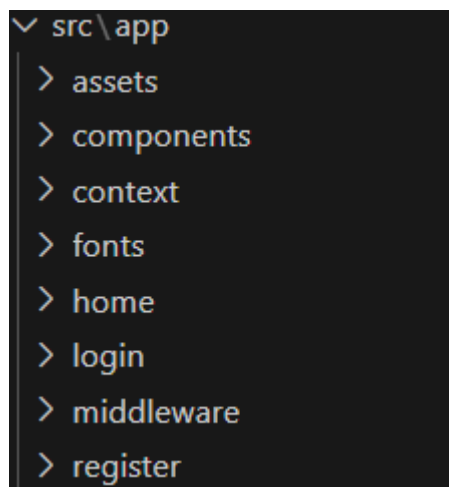 src\app
assets
components
context
fonts
home
login
middleware
register